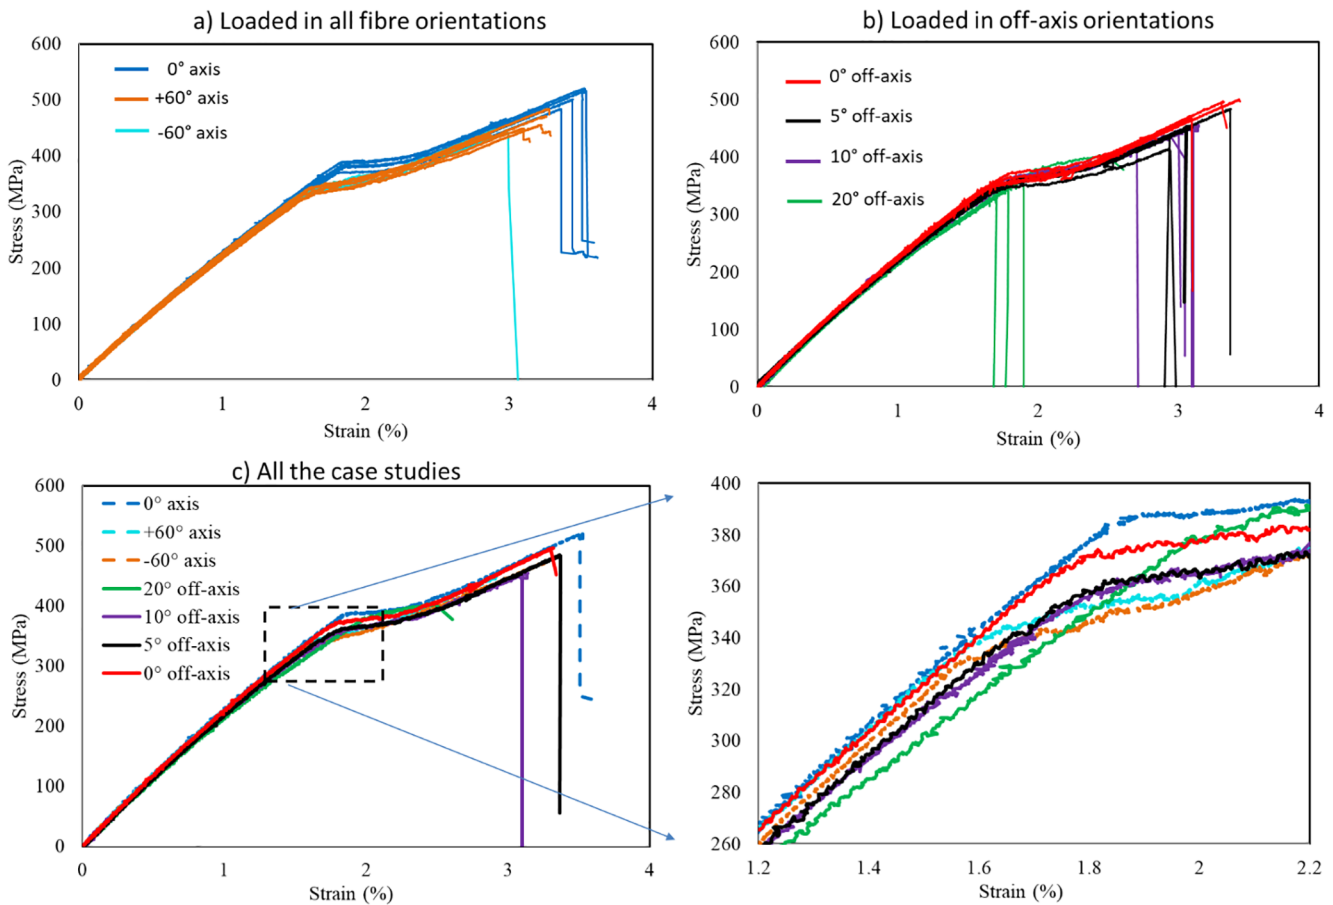 a) Loaded in all fibre orientations
600
500
400
300
200
100
0
Stress (MPa)
0° axis
+60° axis
-60° axis
0
1
2
3
4
Strain (%)
b) Loaded in off-axis orientations
600
500
400
300
200
100
0
Stress (MPa)
0° off-axis
5° off-axis
10° off-axis
20° off-axis
0
1
2
3
4
Strain (%)
c) All the case studies
600
500
400
300
200
100
0
Stress (MPa)
0° axis
+60° axis
-60° axis
20° off-axis
10° off-axis
5° off-axis
0° off-axis
0
1
2
3
4
Strain (%)
400
380
360
340
320
300
280
260
Stress (MPa)
1.2
1.4
1.6
1.8
2
2.2
Strain (%)